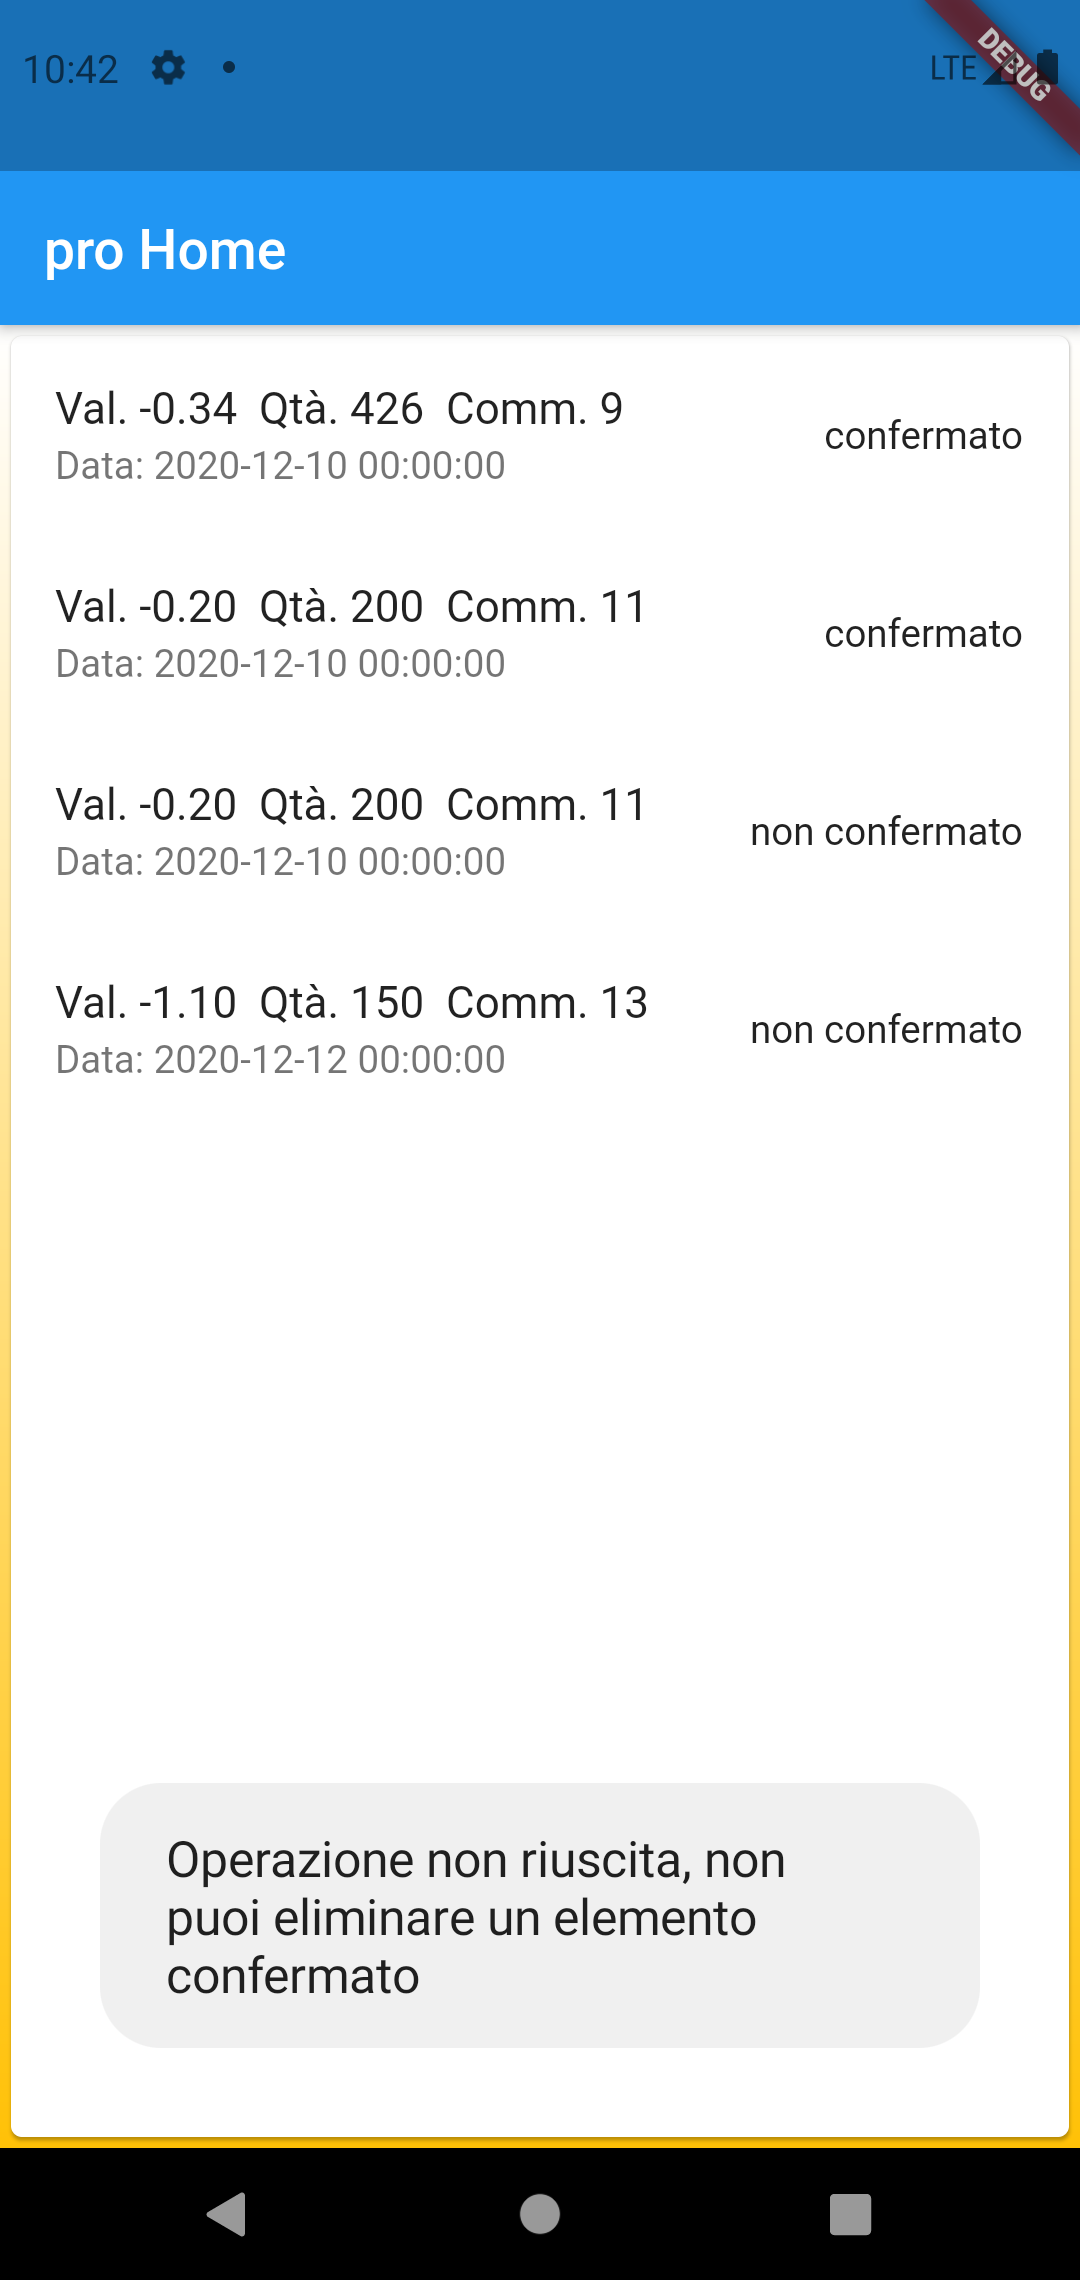 10:42
LTE
DEBUG
pro Home
Val. -0.34  Qtà. 426  Comm. 9
confermato
Data: 2020-12-10 00:00:00
Val. -0.20  Qtà. 200  Comm. 11
confermato
Data: 2020-12-10 00:00:00
Val. -0.20  Qtà. 200  Comm. 11
non confermato
Data: 2020-12-10 00:00:00
Val. -1.10  Qtà. 150  Comm. 13
non confermato
Data: 2020-12-12 00:00:00
Operazione non riuscita, non
puoi eliminare un elemento
confermato